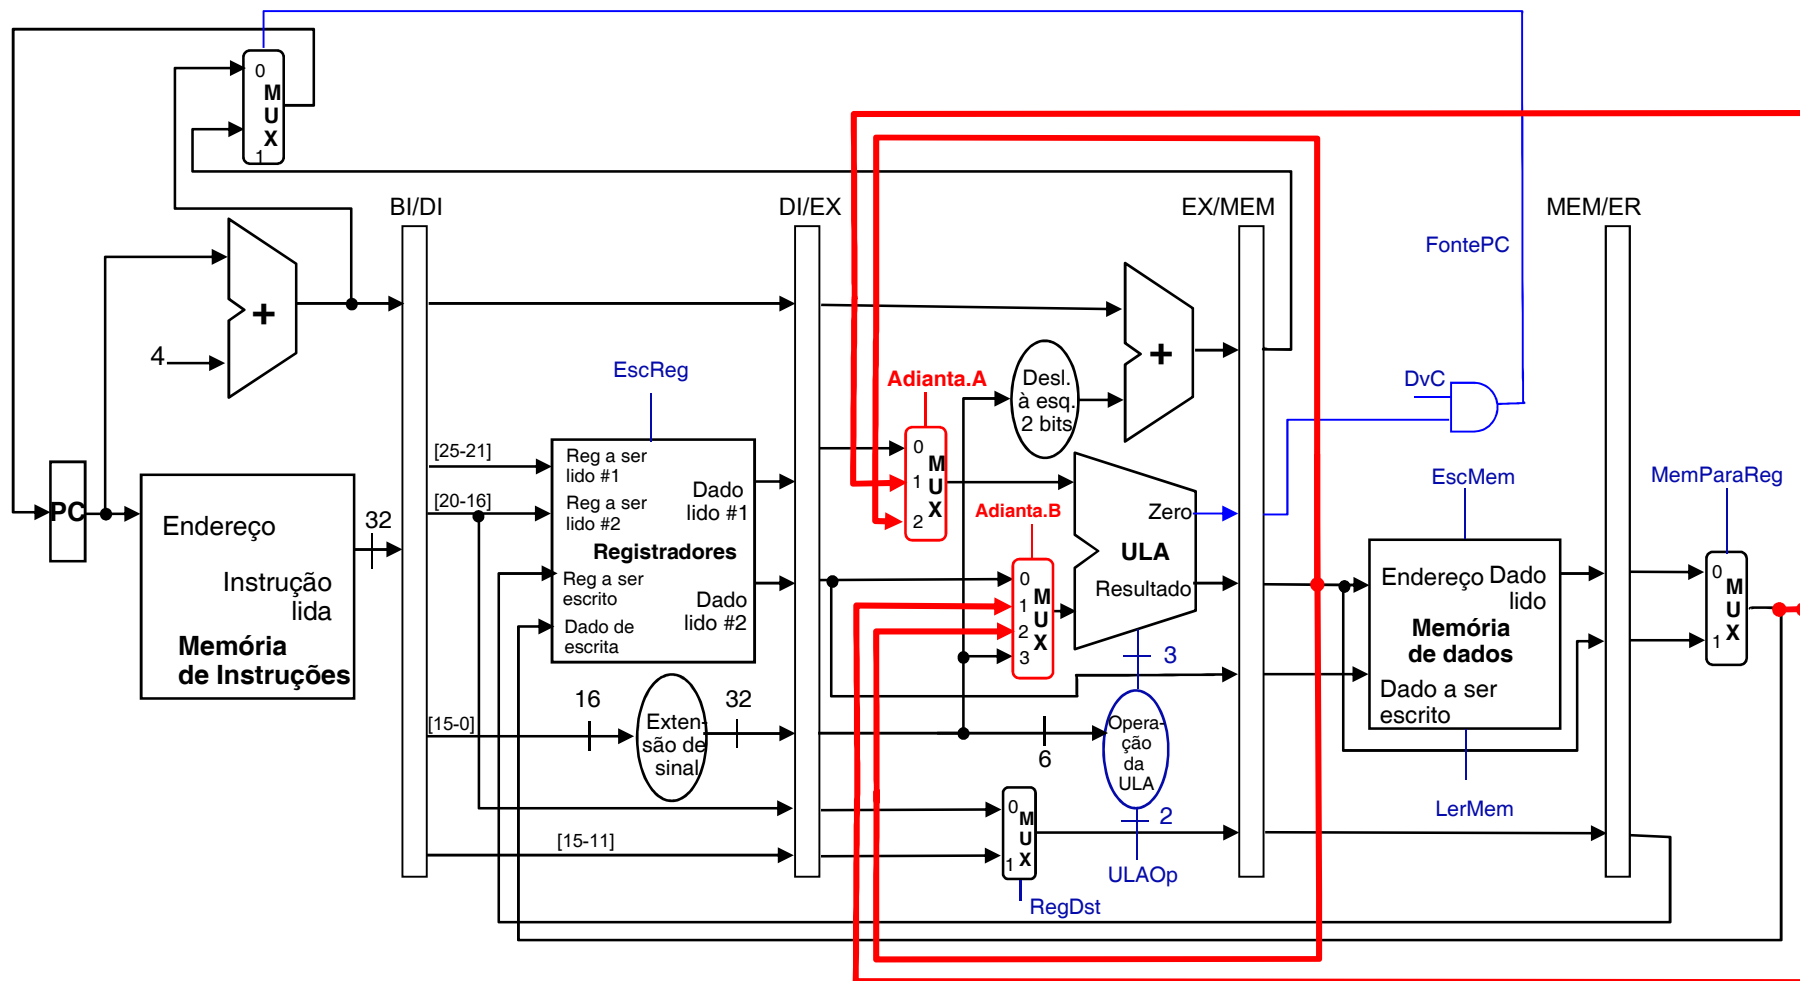 0
M
U
X
1
BI/DI
DI/EX
EX/MEM
MEM/ER
FontePC
+
4
EscReg
Adianta.A
Desl.
à esq.
2 bits
+
DvC
[25-21]
[20-16]
Reg a ser
lido #1
Reg a ser
lido #2
Dado
lido #1
Registradores
Reg a ser
escrito
Dado
lido #2
Dado de
escrita
0
M
1
U
X
2
Adianta.B
0
M
1
U
2
X
3
Zero
ULA
Resultado
3
EscMem
MemParaReg
PC
Endereço
32
Instrução
lida
Memória
de Instruções
Endereço Dado
lido
Memória
de dados
Dado a ser
escrito
0
M
U
X
1
[15-0]
16
Exten-
são de
sinal
32
6
Opera-
ção
da
ULA
2
ULAOp
LerMem
[15-11]
0
M
U
X
1
RegDst